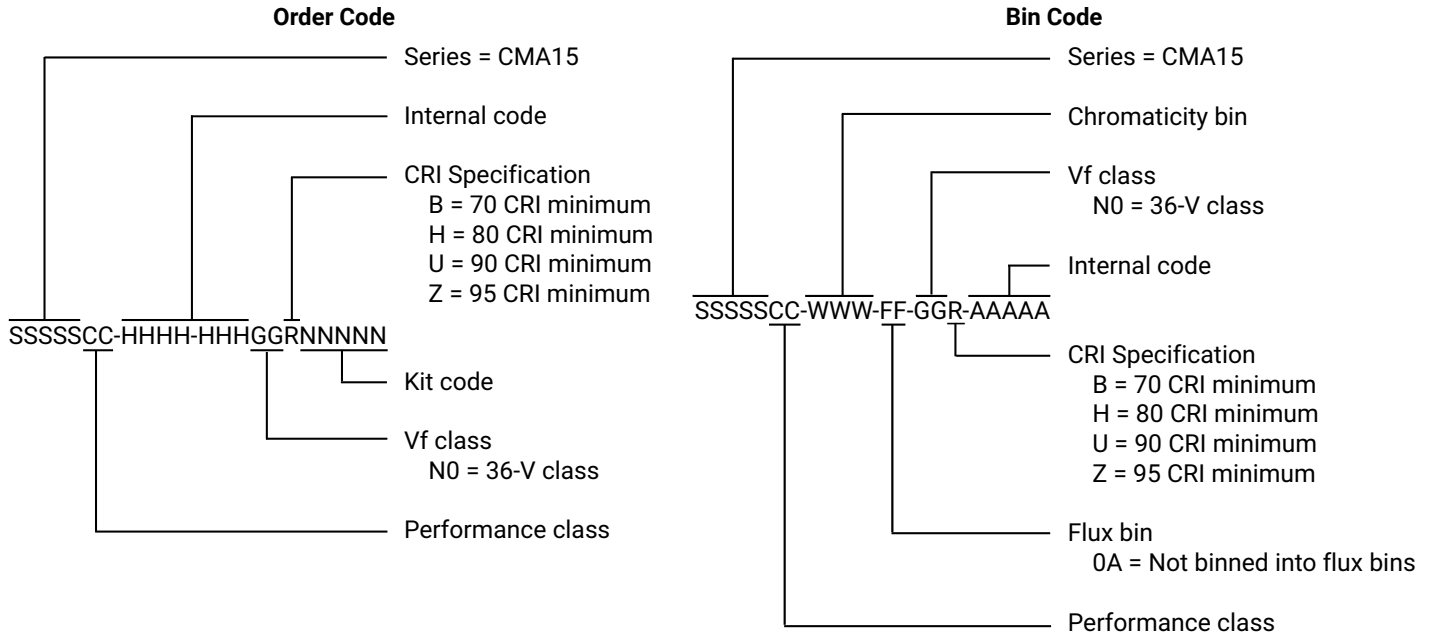 Order Code
Series = CMA15
Internal code
CRI Specification
B = 70 CRI minimum
H = 80 CRI minimum
U = 90 CRI minimum
Z = 95 CRI minimum
SSSSSCC-HHHH-HHHGGRNNNNN
Kit code
Vf class
N0 = 36-V class
Performance class
Bin Code
Series = CMA15
Chromaticity bin
Vf class
N0 = 36-V class
Internal code
SSSSSCC-WWW-FF-GGR-AAAAA
CRI Specification
B = 70 CRI minimum
H = 80 CRI minimum
U = 90 CRI minimum
Z = 95 CRI minimum
Flux bin
0A = Not binned into flux bins
Performance class